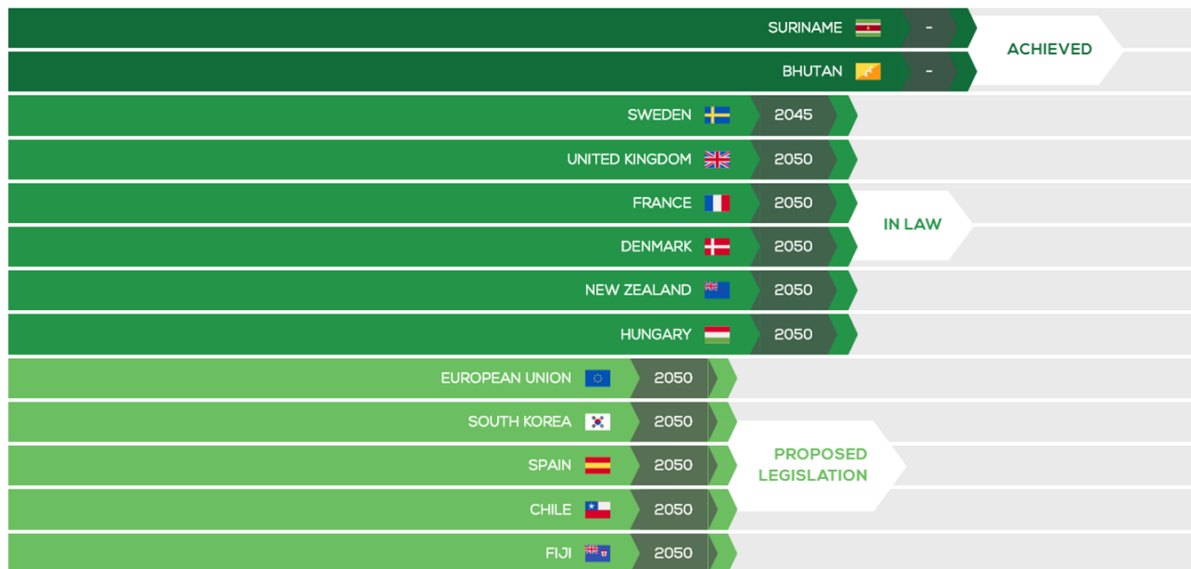 SURINAME -
ACHIEVED
BHUTAN -
SWEDEN 2045
UNITED KINGDOM 2050
FRANCE 2050
IN LAW
DENMARK 2050
NEW ZEALAND 2050
HUNGARY 2050
EUROPEAN UNION 2050
SOUTH KOREA 2050
PROPOSED
LEGISLATION
SPAIN 2050
CHILE 2050
FIJI 2050